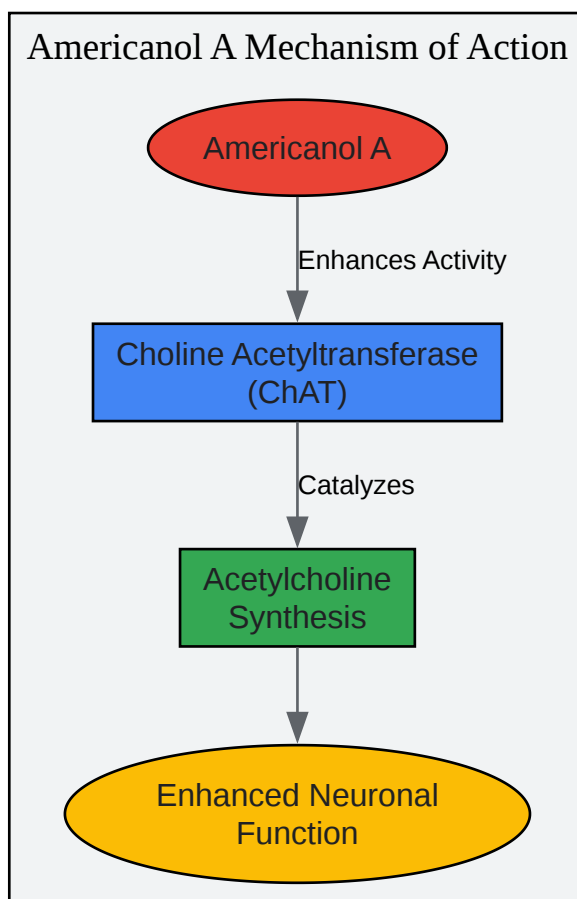 Americanol A Mechanism of Action
Americanol A
Enhances Activity
Choline Acetyltransferase
(ChAT)
Catalyzes
Acetylcholine
Synthesis
Enhanced Neuronal
Function